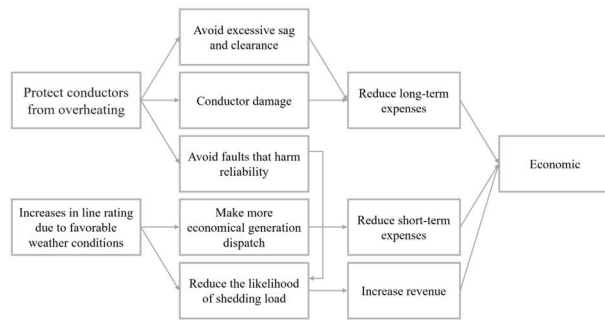 Avoid excessive sag
and clearance
Protect conductors
from overheating
Conductor damage
Reduce long-term
expenses
Avoid faults that harm
reliability
Economic
Increases in line rating
due to favorable
weather conditions
Make more
economical generation
dispatch
Reduce short-term
expenses
Reduce the likelihood
of shedding load
Increase revenue